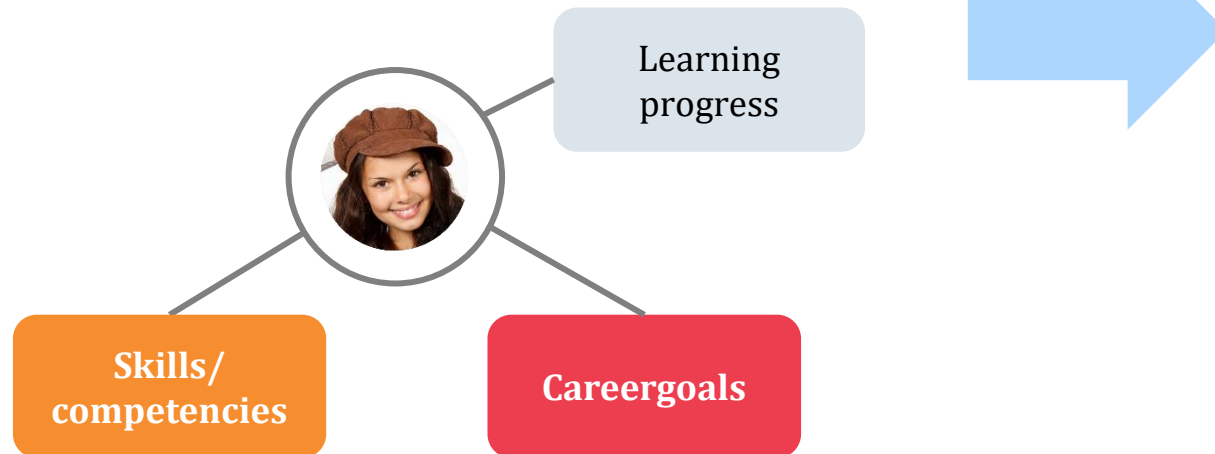 Learning
progress
Skills/
competencies
Careergoals